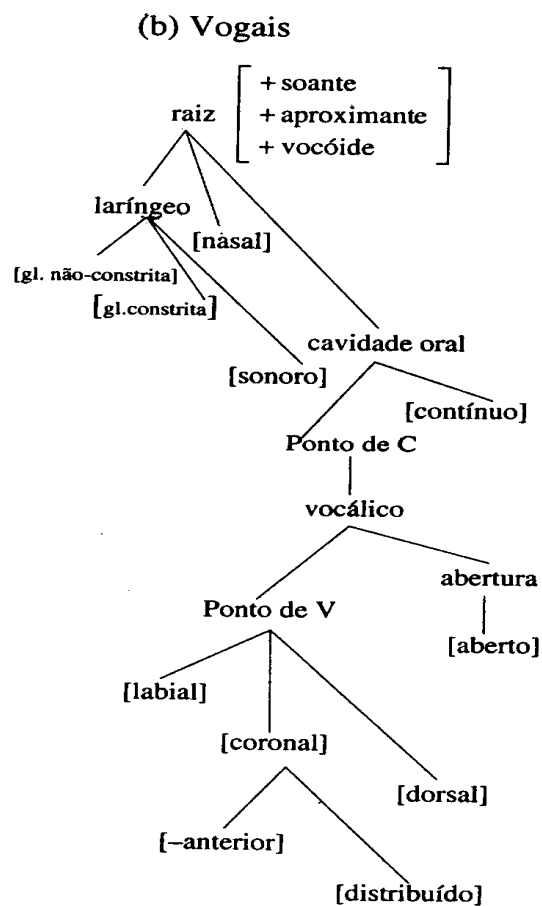 (b) Vogais
+ soante
raiz
+ aproximante
+ vocóide
laríngeo
[nasal]
[gl. não-constrita]
[gl.constrita]
cavidade oral
[sonoro]
[contínuo]
Ponto de C
vocálico
abertura
Ponto de V
[aberto]
[labial]
[coronal]
[dorsal]
[–anterior]
[distribuído]